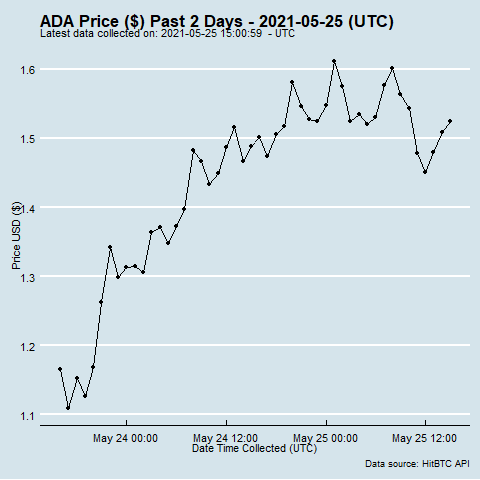 ADA Price ($) Past 2 Days - 2021-05-25 (UTC)
Latest data collected on: 2021-05-25 15:00:59 - UTC
1.6
1.5
1.4
1.3
1.2
1.1
Price USD ($)
May 24 00:00
May 24 12:00
May 25 00:00
May 25 12:00
Date Time Collected (UTC)
Data source: HitBTC API